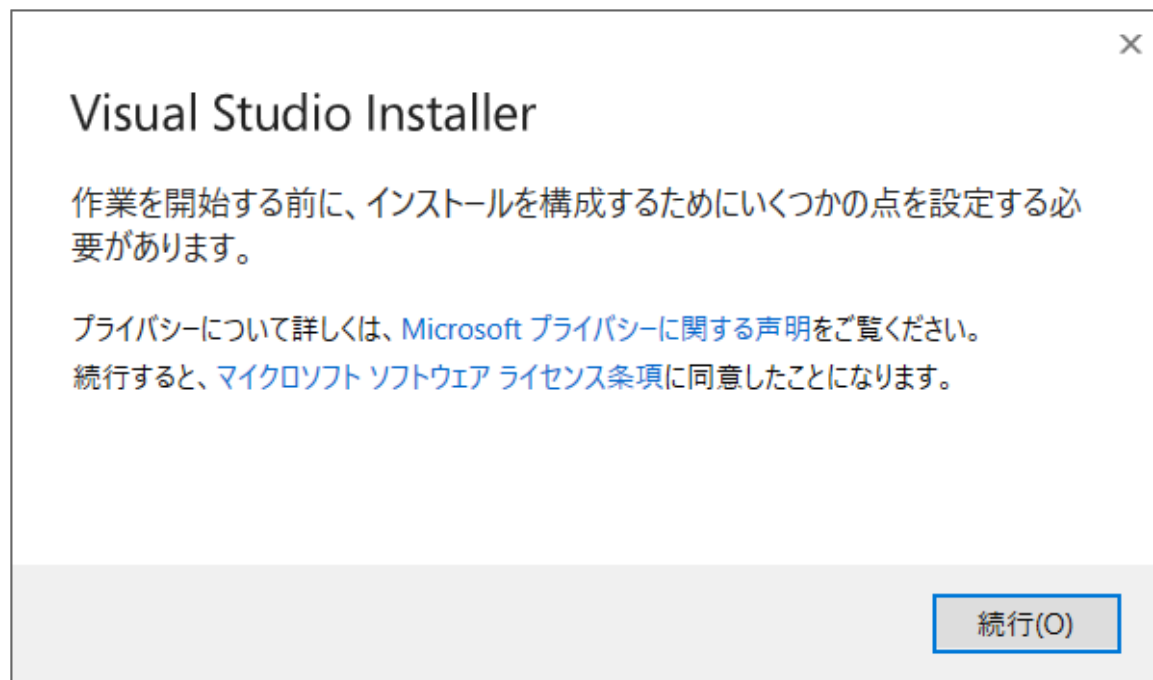 Visual Studio Installer
作業を開始する前に、インストールを構成するためにいくつかの点を設定する必
要があります。
プライバシーについて詳しくは、Microsoft プライバシーに関する声明をご覧ください。
続行すると、マイクロソフト ソフトウェア ライセンス条項に同意したことになります。
続行(O)